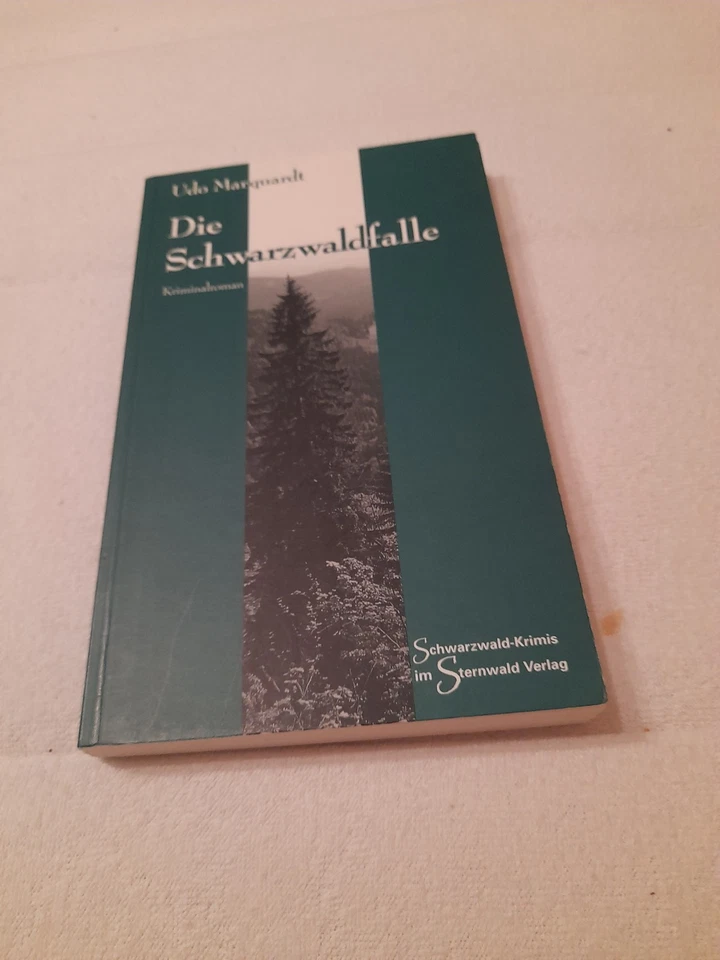 Udo Marquardt
Die
Schwarzwaldfalle
Kriminalroman
Schwarzwald-Krimis
im Sternwald Verlag